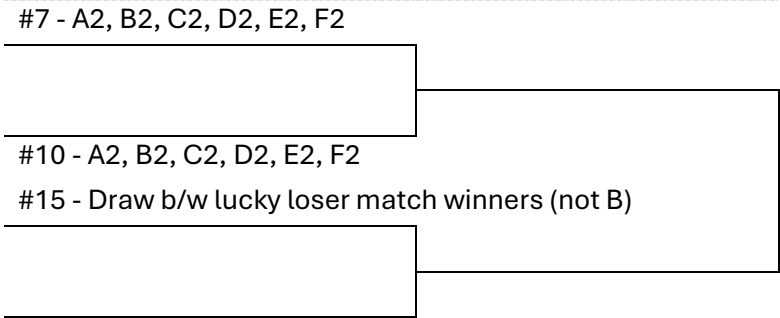 #7 - A2, B2, C2, D2, E2, F2
#10 - A2, B2, C2, D2, E2, F2
#15 - Draw b/w lucky loser match winners (not B)